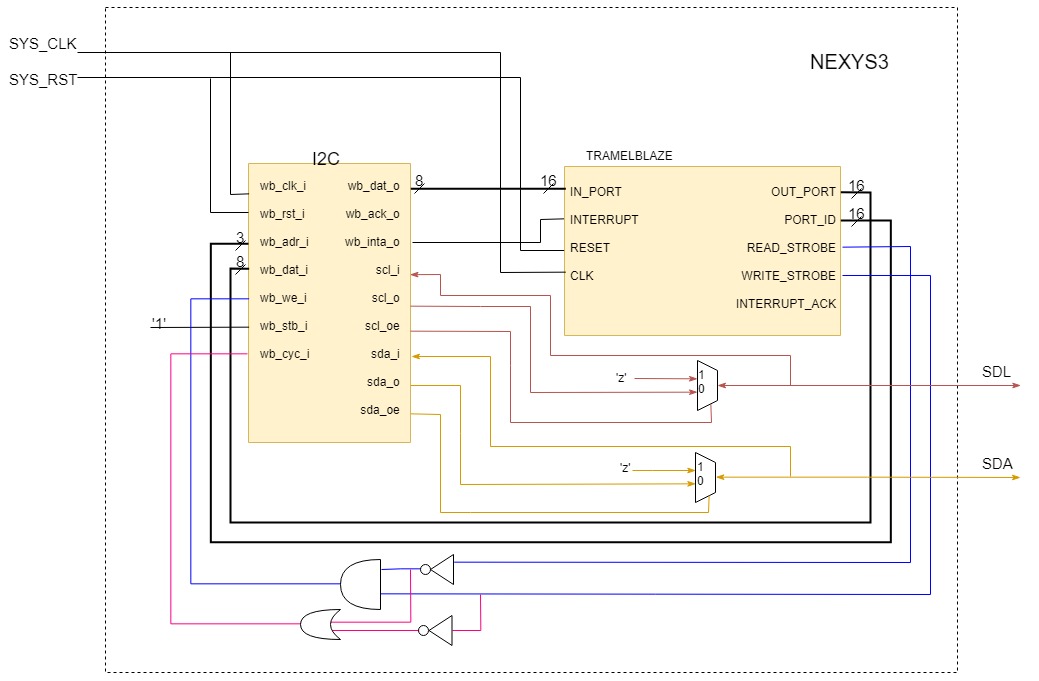 SYS_CLK
SYS_RST
NEXYS3
I2C
TRAMELBLAZE
wb_clk_i
wb_rst_i
3
wb_adr_i
8
wb_dat_i
wb_we_i
'1'
wb_stb_i
wb_cyc_i
wb_dat_o
8
wb_ack_o
wb_inta_o
scl_i
scl_o
scl_oe
sda_i
sda_o
sda_oe
16
IN_PORT
INTERRUPT
RESET
CLK
OUT_PORT
16
PORT_ID
16
READ_STROBE
WRITE_STROBE
INTERRUPT_ACK
'z'
1
0
SDL
'z'
1
0
SDA